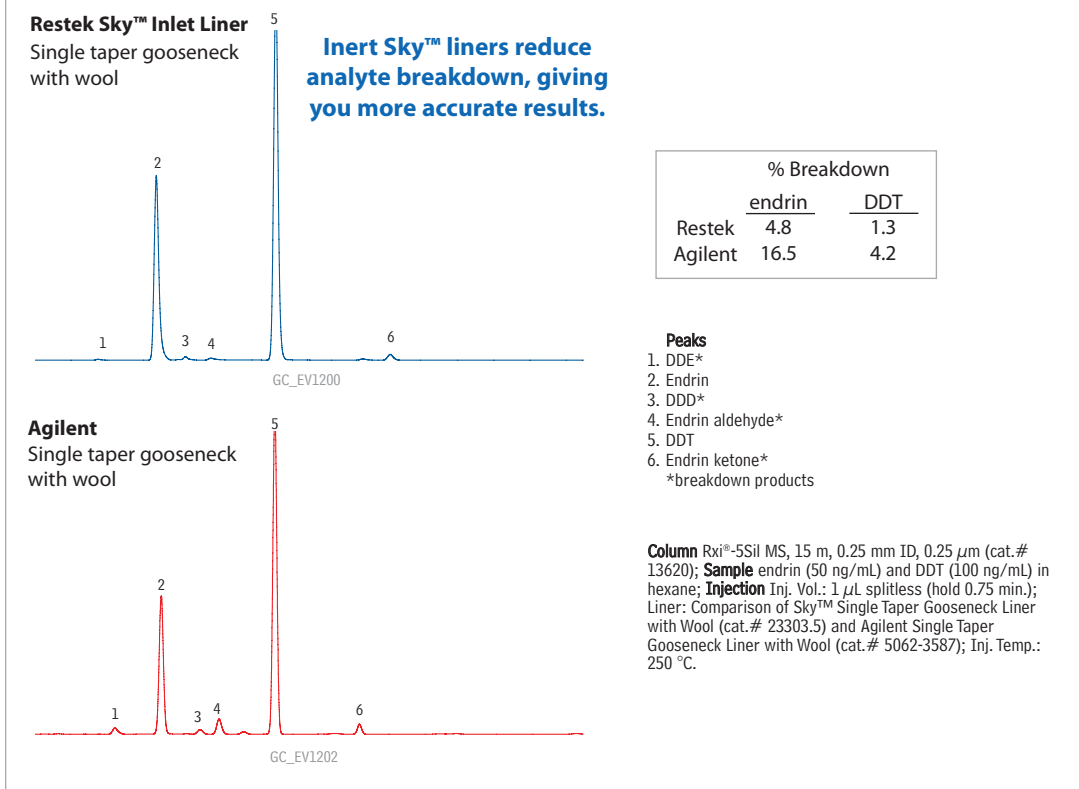 Restek Sky™ Inlet Liner
Single taper gooseneck
with wool
Inert Sky™ liners reduce
analyte breakdown, giving
you more accurate results.
5
2
1
3
4
6
GC_EV1200
Agilent
Single taper gooseneck
with wool
5
2
1
3
4
6
GC_EV1202
% Breakdown
endrin DDT
Restek 4.8 1.3
Agilent 16.5 4.2
Peaks
1. DDE*
2. Endrin
3. DDD*
4. Endrin aldehyde*
5. DDT
6. Endrin ketone*
*breakdown products
Column Rxi®-5Sil MS, 15 m, 0.25 mm ID, 0.25 µm (cat.#
13620); Sample endrin (50 ng/mL) and DDT (100 ng/mL) in
hexane; Injection Inj. Vol.: 1 µL splitless (hold 0.75 min.);
Liner: Comparison of Sky™ Single Taper Gooseneck Liner
with Wool (cat.# 23303.5) and Agilent Single Taper
Gooseneck Liner with Wool (cat.# 5062-3587); Inj. Temp.:
250 °C.